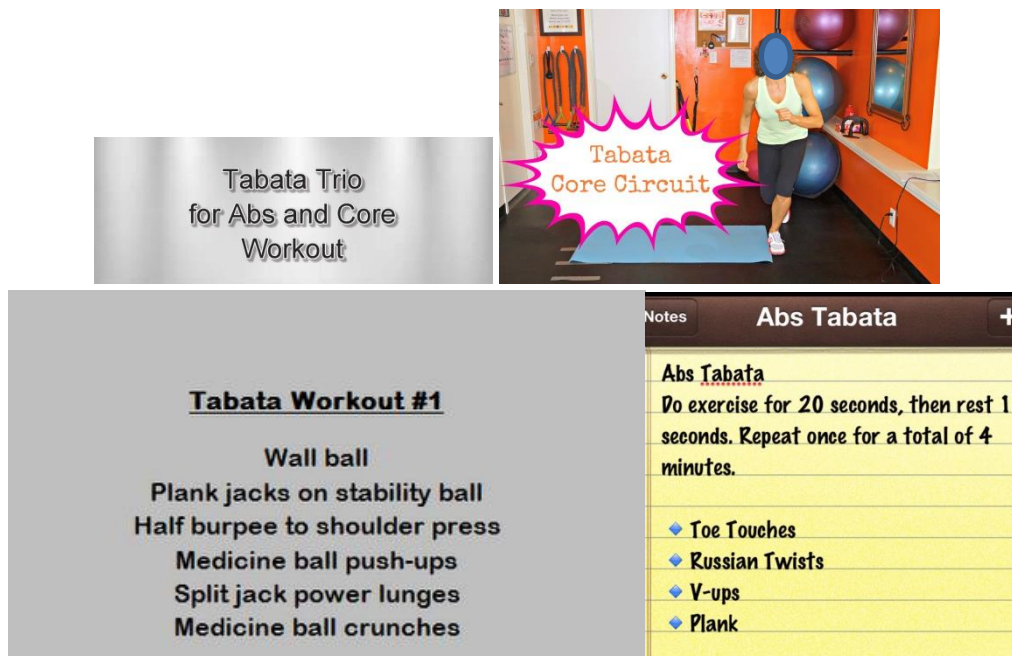 Tabata Trio
for Abs and Core
Workout
Tabata
Core Circuit
Tabata Workout #1
Wall ball
Plank jacks on stability ball
Half burpee to shoulder press
Medicine ball push-ups
Split jack power lunges
Medicine ball crunches
Notes
Abs Tabata
+
Abs Tabata
Do exercise for 20 seconds, then rest 1
seconds. Repeat once for a total of 4
minutes.
Toe Touches
Russian Twists
V-ups
Plank